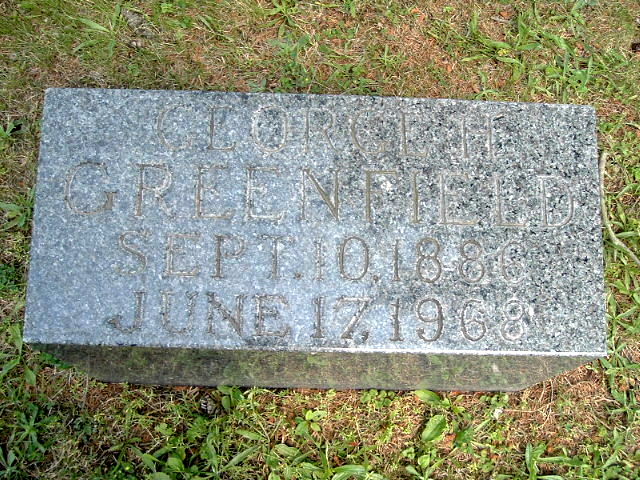 GEORGE H
GREENFIELD
SEPT. 10, 1886
JUNE 17, 1968